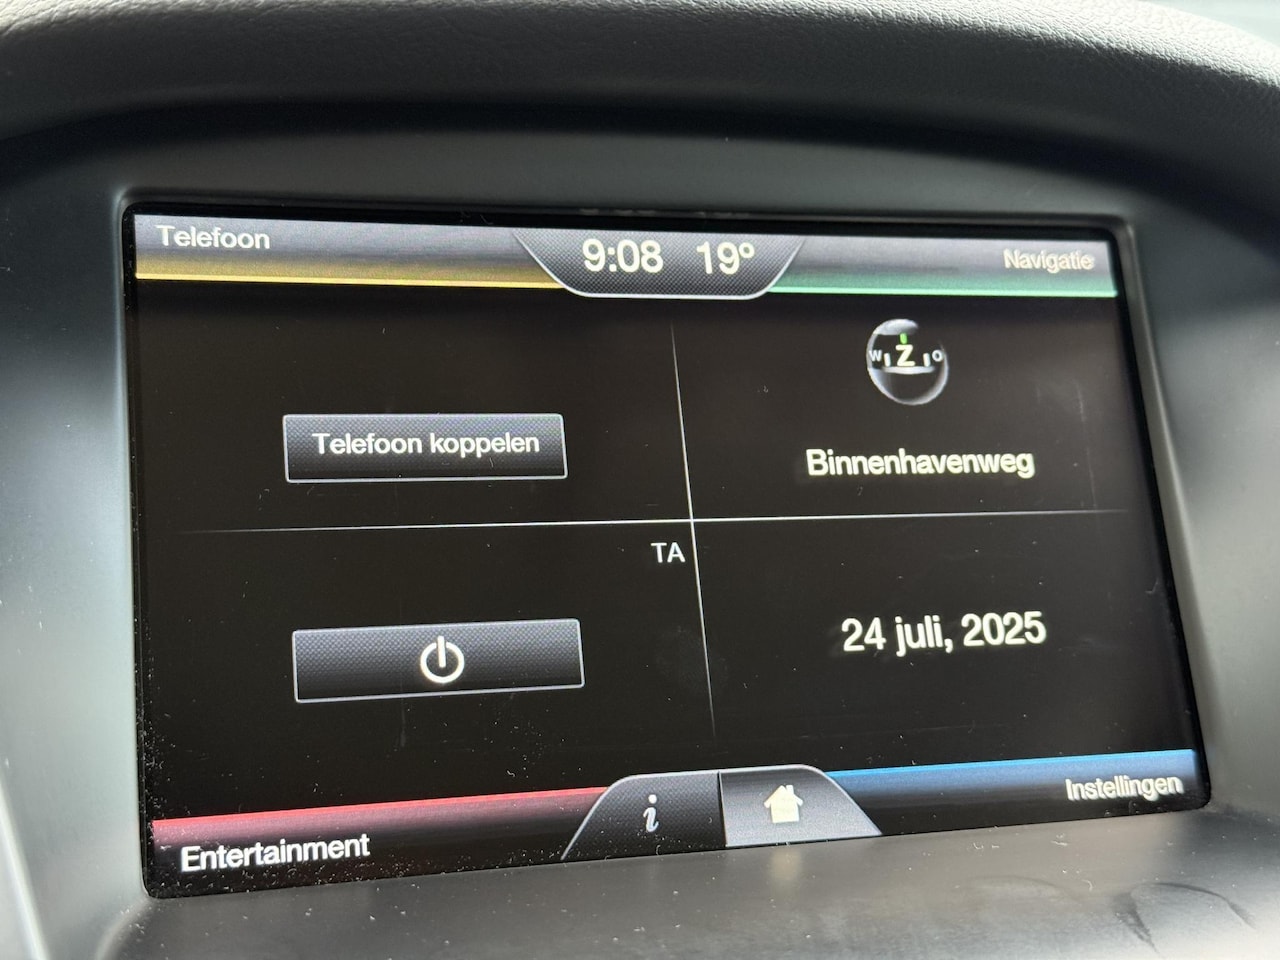 Telefoon
9:08 19°
Navigatie
W Z O
Telefoon koppelen
Binnenhavenweg
TA
24 juli, 2025
Entertainment
i
Instellingen